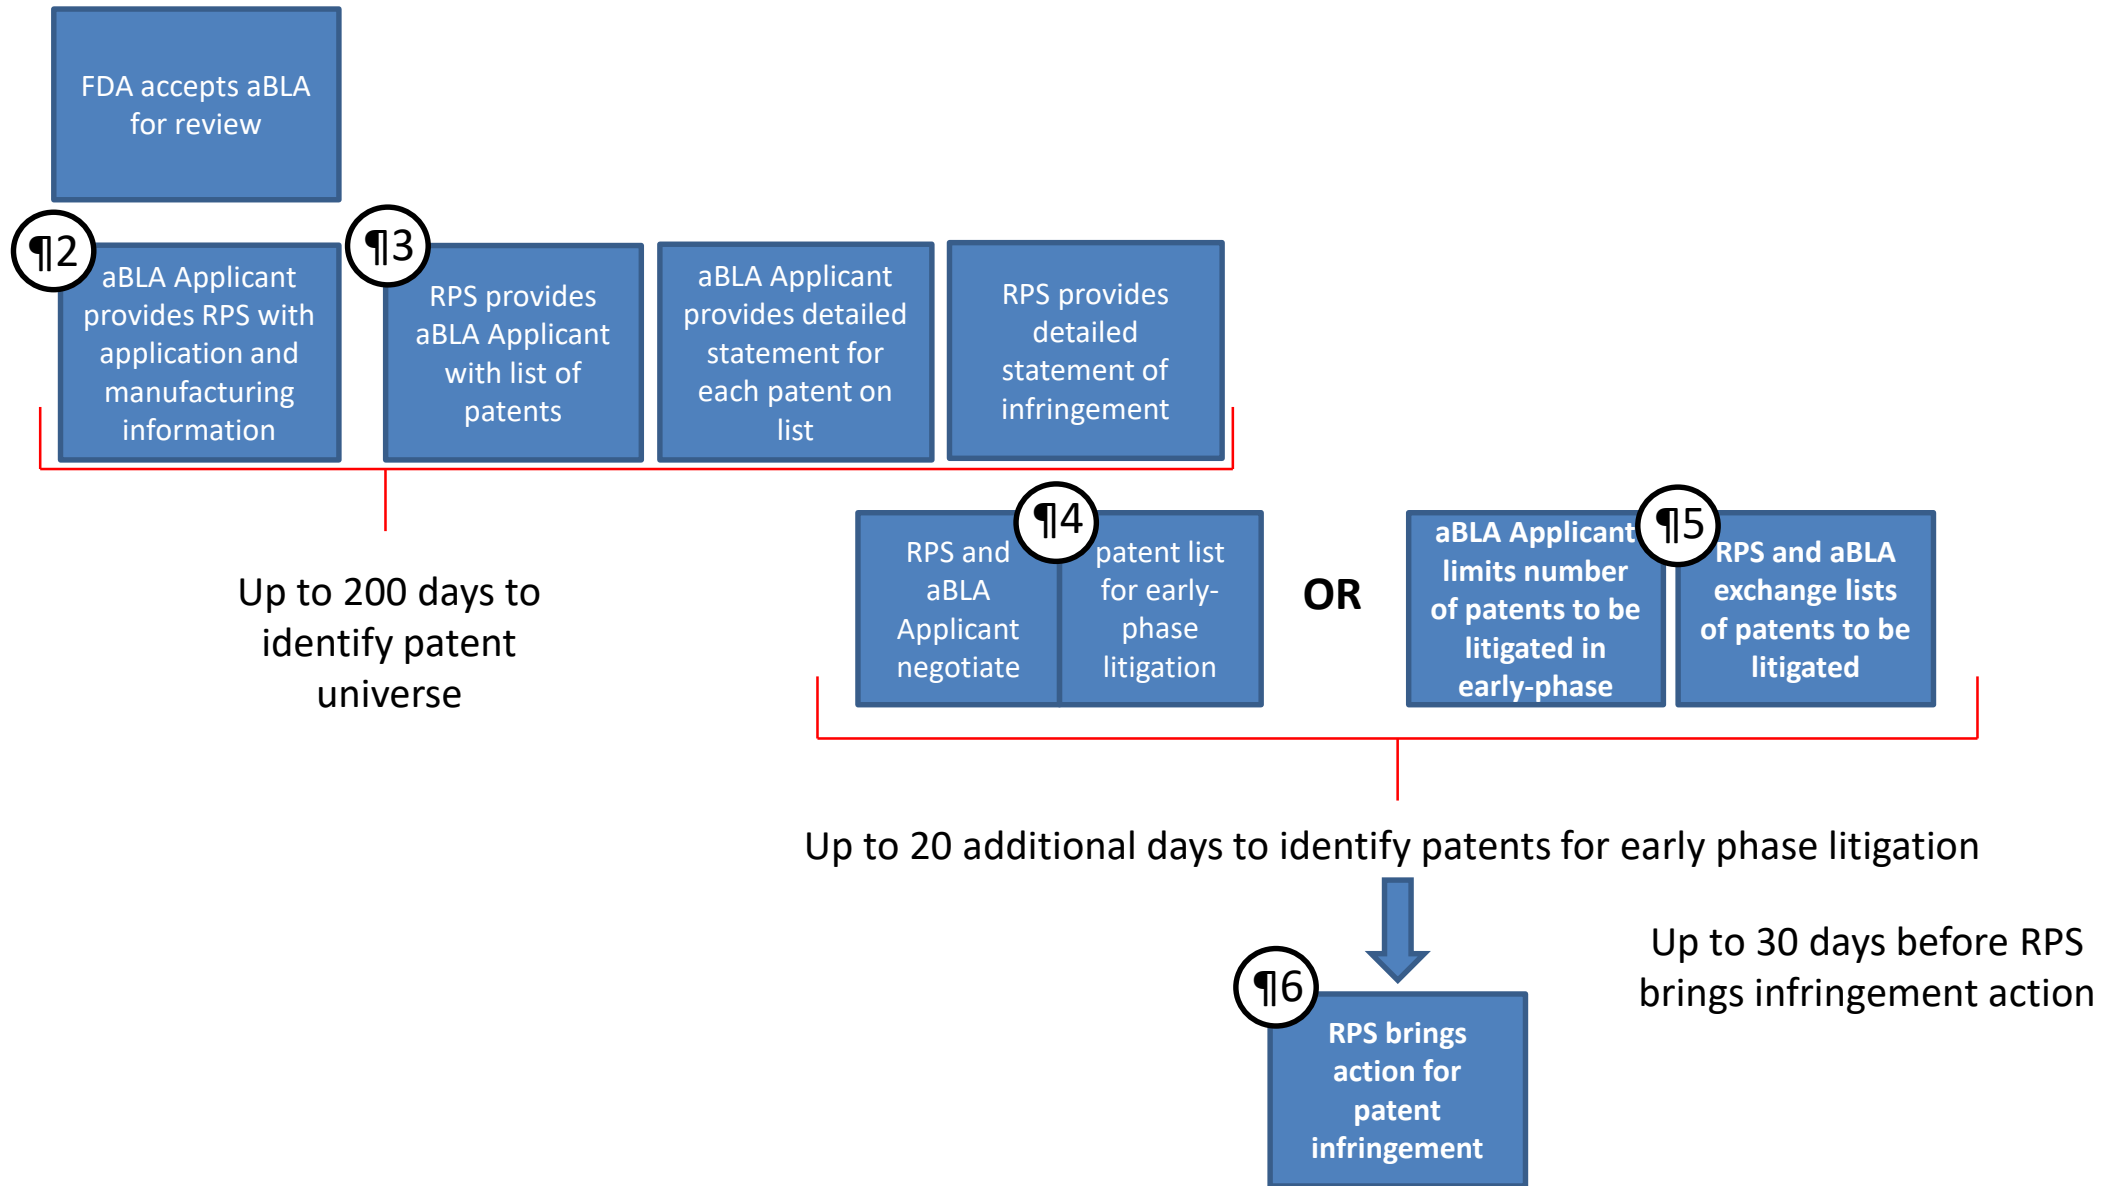 FDA accepts aBLA
for review
¶2
aBLA Applicant
provides RPS with
application and
manufacturing
information
¶3
RPS provides
aBLA Applicant
with list of
patents
aBLA Applicant
provides detailed
statement for
each patent on
list
RPS provides
detailed
statement of
infringement
Up to 200 days to
identify patent
universe
¶4
RPS and
aBLA
Applicant
negotiate
patent list
for early-
phase
litigation
OR
aBLA Applicant
limits number
of patents to be
litigated in
early-phase
¶5
RPS and aBLA
exchange lists
of patents to be
litigated
Up to 20 additional days to identify patents for early phase litigation
Up to 30 days before RPS
brings infringement action
¶6
RPS brings
action for
patent
infringement